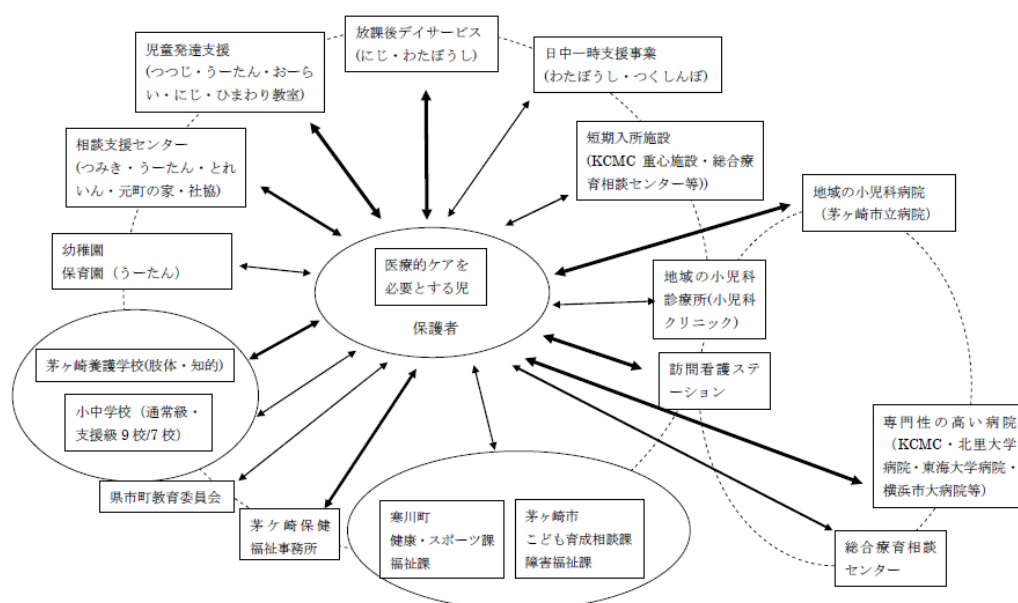 放課後デイサービス
(にじ・わたぼうし)
児童発達支援
(つつじ・うーたん・おーら
い・にじ・ひまわり教室)
日中一時支援事業
(わたぼうし・つくしんぼ)
相談支援センター
(つみき・うーたん・とれ
いん・元町の家・社協)
短期入所施設
(KCMC 重心施設・総合療
育相談センター等))
地域の小児科病院
（茅ヶ崎市立病院）
幼稚園
保育園（うーたん）
医療的ケアを
必要とする児
保護者
地域の小児科
診療所(小児科
クリニック)
茅ヶ崎養護学校(肢体・知的)
小中学校（通常級・
支援級 9 校/7 校）
訪問看護ステ
ーション
専門性の高い病院
（KCMC・北里大学
病院・東海大学病院・
横浜市大病院等）
県市町教育委員会
茅ケ崎保健
福祉事務所
寒川町
健康・スポーツ課
福祉課
茅ヶ崎市
こども育成相談課
障害福祉課
総合療育相談
センター